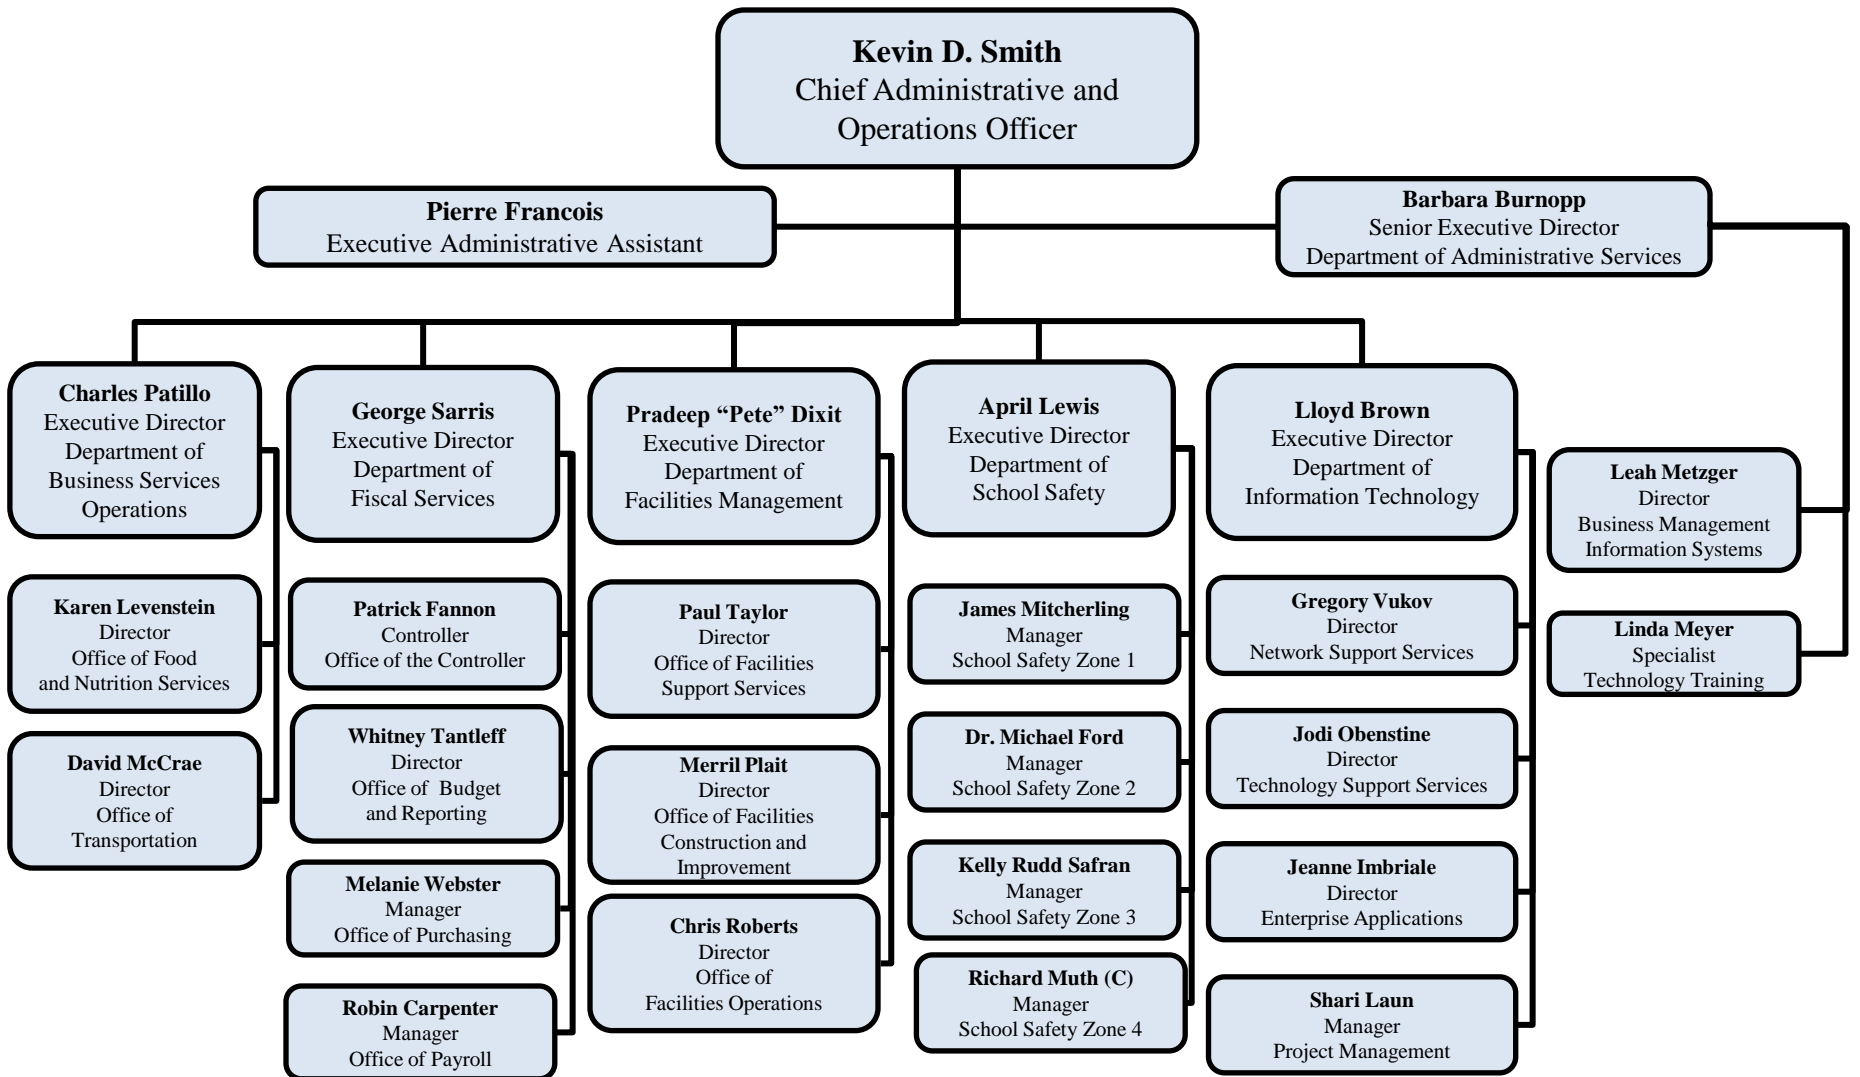 Kevin D. Smith
Chief Administrative and
Operations Officer
Pierre Francois
Executive Administrative Assistant
Barbara Burnopp
Senior Executive Director
Department of Administrative Services
Charles Patillo
Executive Director
Department of
Business Services
Operations
Karen Levenstein
Director
Office of Food
and Nutrition Services
David McCrae
Director
Office of
Transportation
George Sarris
Executive Director
Department of
Fiscal Services
Patrick Fannon
Controller
Office of the Controller
Whitney Tantleff
Director
Office of Budget
and Reporting
Melanie Webster
Manager
Office of Purchasing
Robin Carpenter
Manager
Office of Payroll
Pradeep “Pete” Dixit
Executive Director
Department of
Facilities Management
Paul Taylor
Director
Office of Facilities
Support Services
Merril Plait
Director
Office of Facilities
Construction and
Improvement
Chris Roberts
Director
Office of
Facilities Operations
April Lewis
Executive Director
Department of
School Safety
James Mitcherling
Manager
School Safety Zone 1
Dr. Michael Ford
Manager
School Safety Zone 2
Kelly Rudd Safran
Manager
School Safety Zone 3
Richard Muth (C)
Manager
School Safety Zone 4
Lloyd Brown
Executive Director
Department of
Information Technology
Gregory Vukov
Director
Network Support Services
Jodi Obenstine
Director
Technology Support Services
Jeanne Imbriale
Director
Enterprise Applications
Shari Laun
Manager
Project Management
Leah Metzger
Director
Business Management
Information Systems
Linda Meyer
Specialist
Technology Training